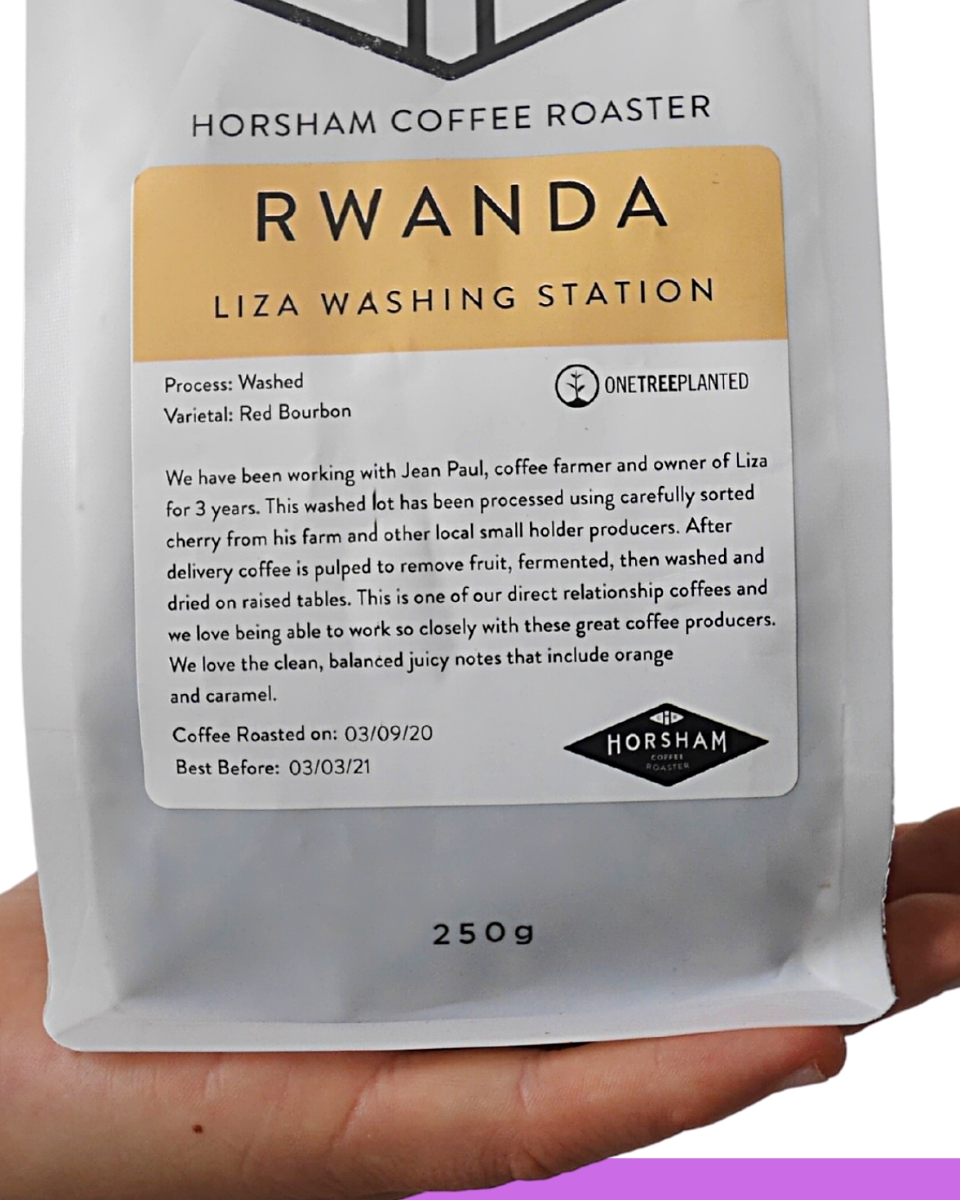 HORSHAM COFFEE ROASTER
RWANDA
LIZA WASHING STATION
Process: Washed
Varietal: Red Bourbon
ONETREEPLANTED
We have been working with Jean Paul, coffee farmer and owner of Liza
for 3 years. This washed lot has been processed using carefully sorted
cherry from his farm and other local small holder producers. After
delivery coffee is pulped to remove fruit, fermented, then washed and
dried on raised tables. This is one of our direct relationship coffees and
we love being able to work so closely with these great coffee producers.
We love the clean, balanced juicy notes that include orange
and caramel.
Coffee Roasted on: 03/09/20
Best Before: 03/03/21
HORSHAM
COFFEE
ROASTER
250g